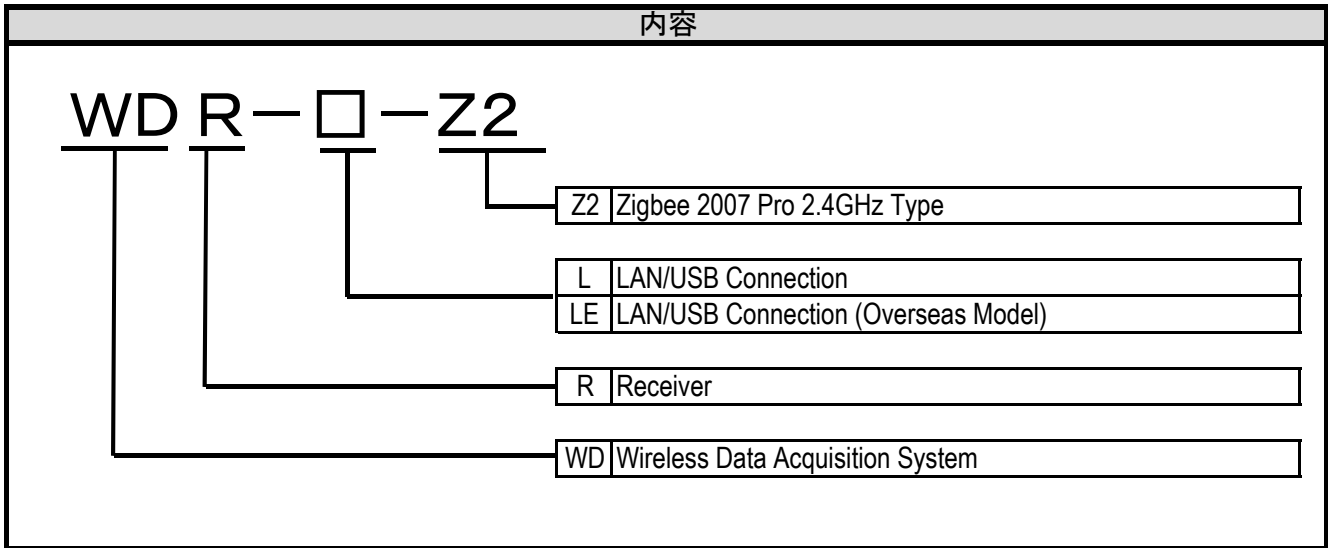 内容
WD R-□-Z2
Z2 Zigbee 2007 Pro 2.4GHz Type
L LAN/USB Connection
LE LAN/USB Connection (Overseas Model)
R Receiver
WD Wireless Data Acquisition System